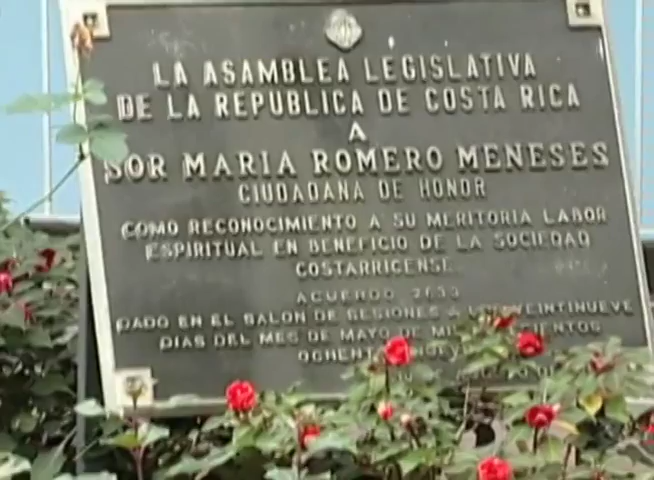 LA ASAMBLEA LEGISLATIVA
DE LA REPUBLICA DE COSTA RICA
A
SOR MARIA ROMERO MENESES
CIUDADANA DE HONOR
COMO RECONOCIMIENTO A SU MERITORIA LABOR
ESPIRITUAL EN BENEFICIO DE LA SOCIEDAD
COSTARRICENSE
ACUERDO
DADO EN EL SALON DE SESIONES A LOS VEINTINUEVE
DIAS DEL MES DE MAYO DE